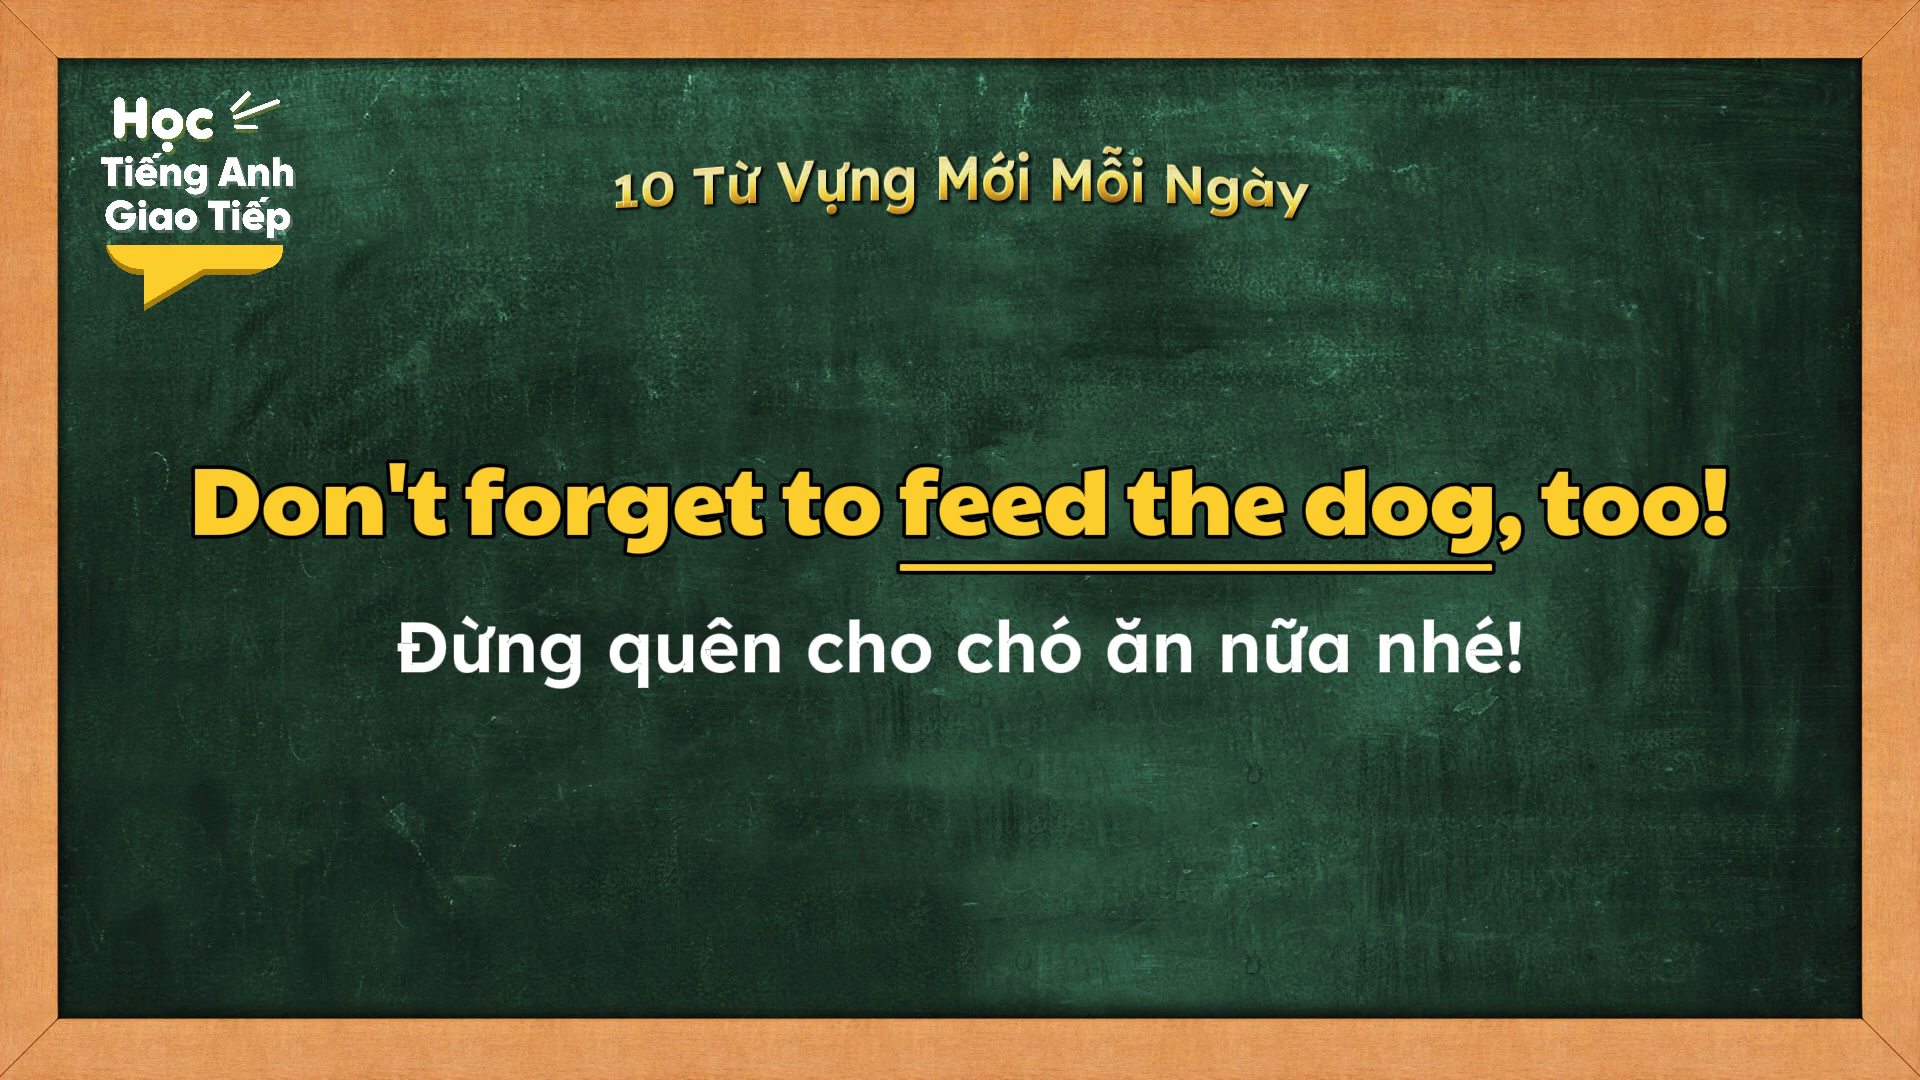 Học
Tiếng Anh
Giao Tiếp
10 Từ Vựng Mới Mỗi Ngày
Don't forget to feed the dog, too!
Đừng quên cho chó ăn nữa nhé!